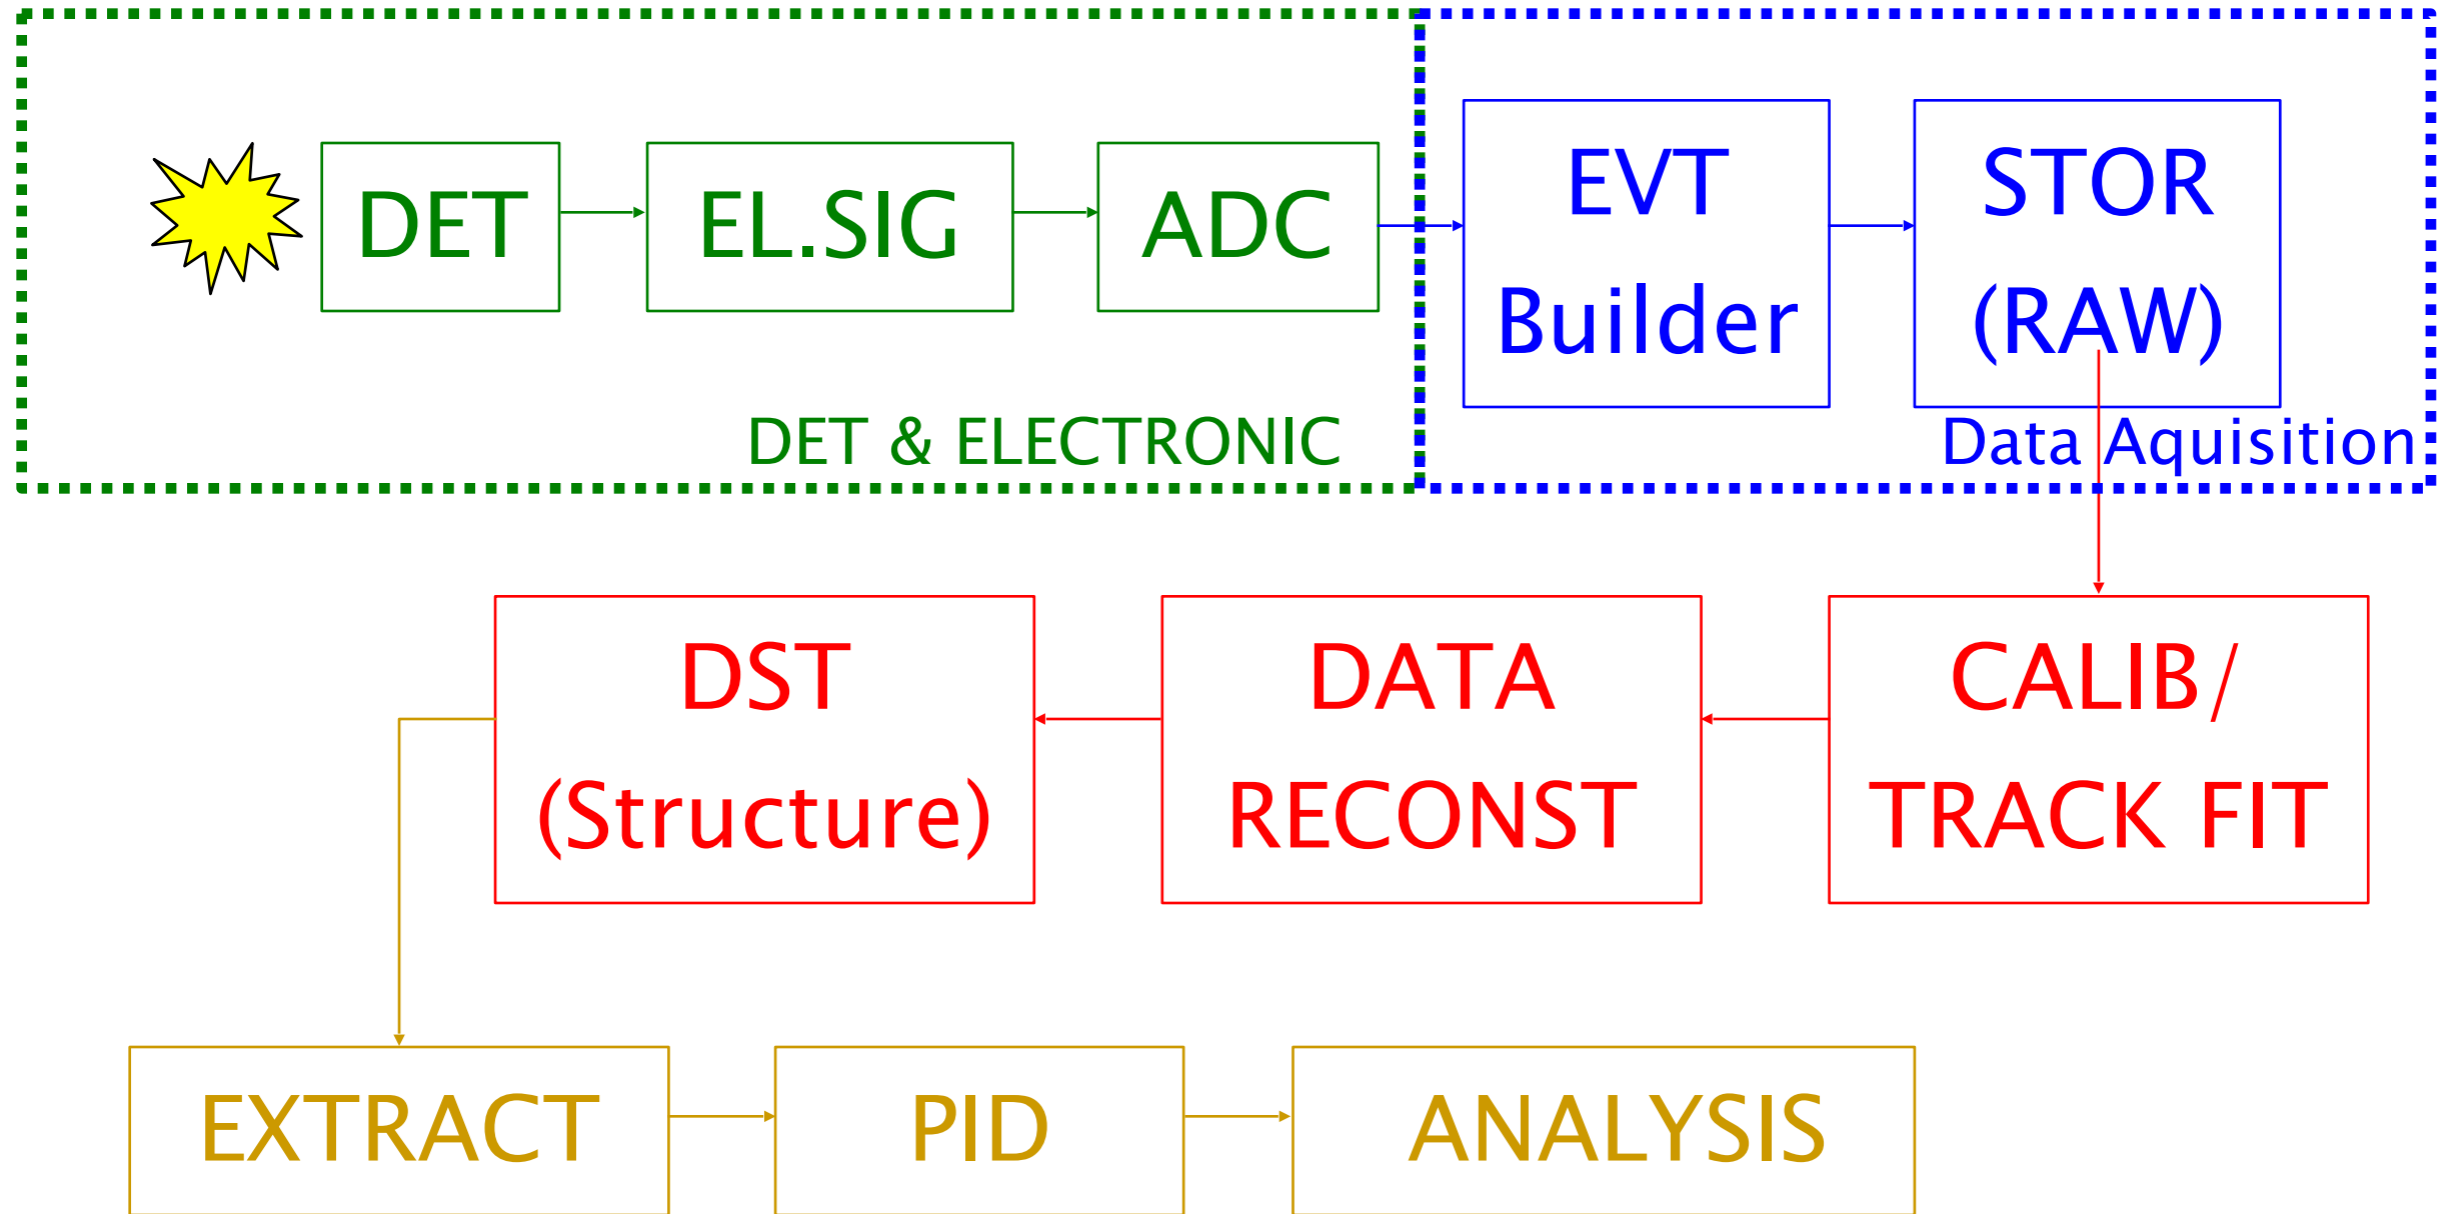 DET
EL.SIG
ADC
EVT
Builder
STOR
(RAW)
DET & ELECTRONIC
Data Aquisition
DST
(Structure)
DATA
RECONST
CALIB/
TRACK FIT
EXTRACT
PID
ANALYSIS